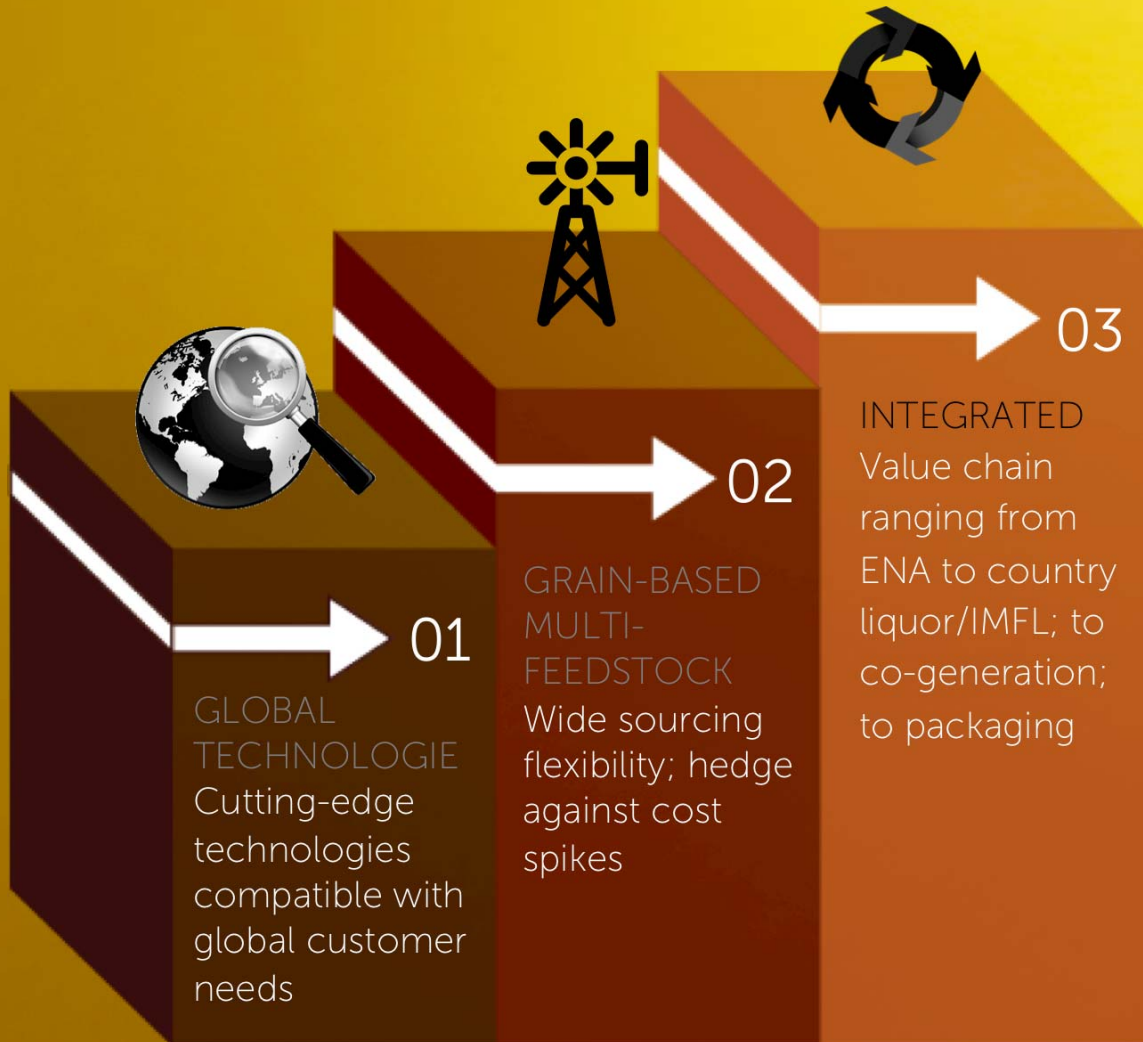 01
GLOBAL
TECHNOLOGIE
Cutting-edge
technologies
compatible with
global customer
needs
02
GRAIN-BASED
MULTI-
FEEDSTOCK
Wide sourcing
flexibility; hedge
against cost
spikes
03
INTEGRATED
Value chain
ranging from
ENA to country
liquor/IMFL; to
co-generation;
to packaging